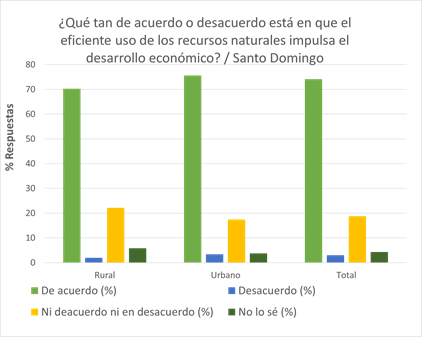 ¿Qué tan de acuerdo o desacuerdo está en que el
eficiente uso de los recursos naturales impulsa el
desarrollo económico? / Santo Domingo
% Respuestas
80
70
60
50
40
30
20
10
0
Rural Urbano Total
De acuerdo (%) Desacuerdo (%)
Ni deacuerdo ni en desacuerdo (%) No lo sé (%)